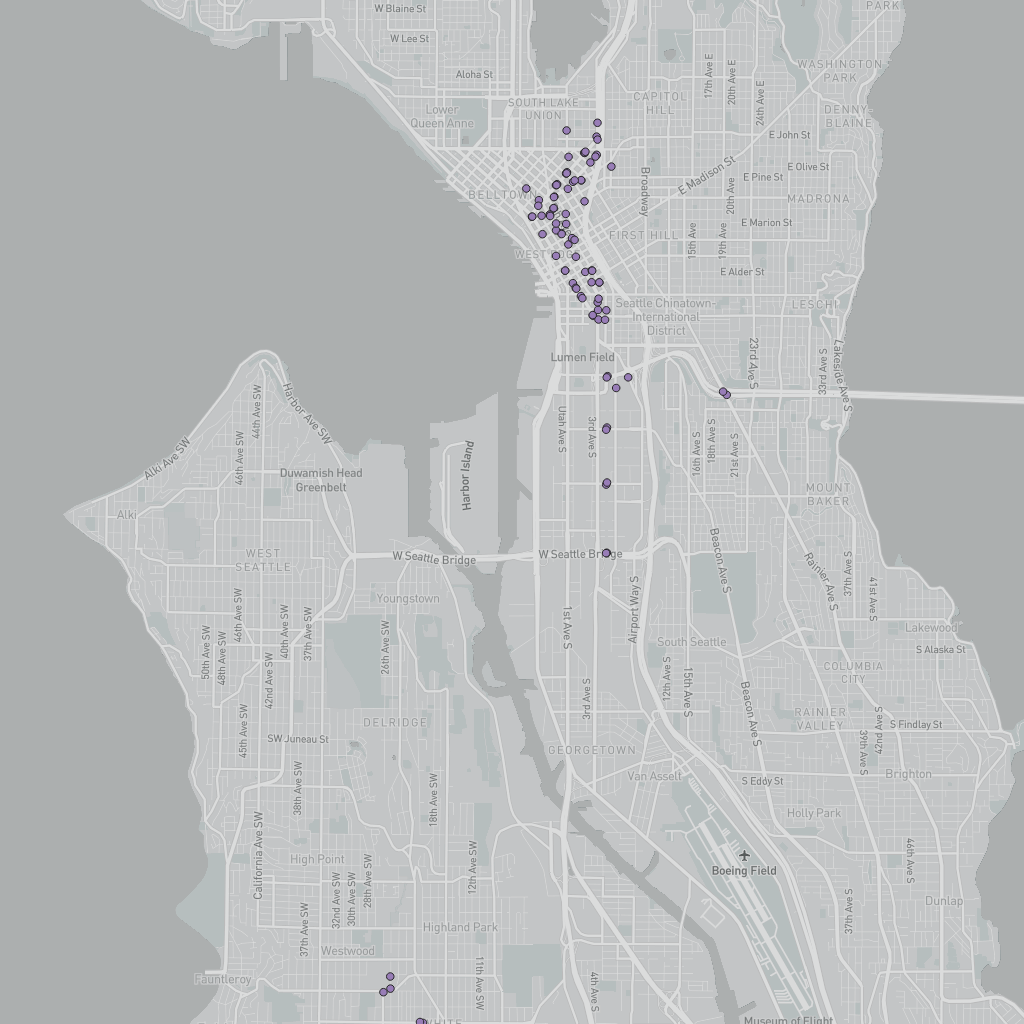 W Blaine St
PARK
W Lee St
Aloha St
17th Ave E
20th Ave E
24th Ave E
WASHINGTON
PARK
CAPITOL
HILL
SOUTH LAKE
UNION
Lower
Queen Anne
DENNY-
BLAINE
E John St
E Madison St
E Olive St
E Pine St
BELLTOWN
Broadway
20th Ave
MADRONA
E Marion St
FIRST HILL
15th Ave
19th Ave
E Alder St
Seattle Chinatown-
International
District
LESCHI
Lumen Field
23rd Ave S
33rd Ave S
Lakeside Ave S
Harbor Ave SW
44th Ave SW
Alki Ave SW
46th Ave SW
Utah Ave S
3rd Ave S
16th Ave S
18th Ave S
21st Ave S
Duwamish Head
Greenbelt
Harbor Island
MOUNT
BAKER
Alki
WEST
SEATTLE
W Seattle Bridge
W Seattle Bridge
Beacon Ave S
Rainier Ave S
37th Ave S
41st Ave S
Youngstown
Airport Way S
1st Ave S
Lakewood
South Seattle
S Alaska St
50th Ave SW
48th Ave SW
46th Ave SW
40th Ave SW
37th Ave SW
26th Ave SW
42nd Ave SW
12th Ave S
15th Ave S
COLUMBIA
CITY
3rd Ave S
Beacon Ave S
RAINIER
VALLEY
42nd Ave S
39th Ave S
S Findlay St
DELRIDGE
45th Ave SW
SW Juneau St
GEORGETOWN
Van Asselt
S Eddy St
Brighton
38th Ave SW
18th Ave SW
Holly Park
California Ave SW
High Point
12th Ave SW
Boeing Field
46th Ave S
32nd Ave SW
30th Ave SW
28th Ave SW
37th Ave SW
37th Ave S
Dunlap
Highland Park
Westwood
Fauntleroy
11th Ave SW
4th Ave S
WHITE
Museum of Flight